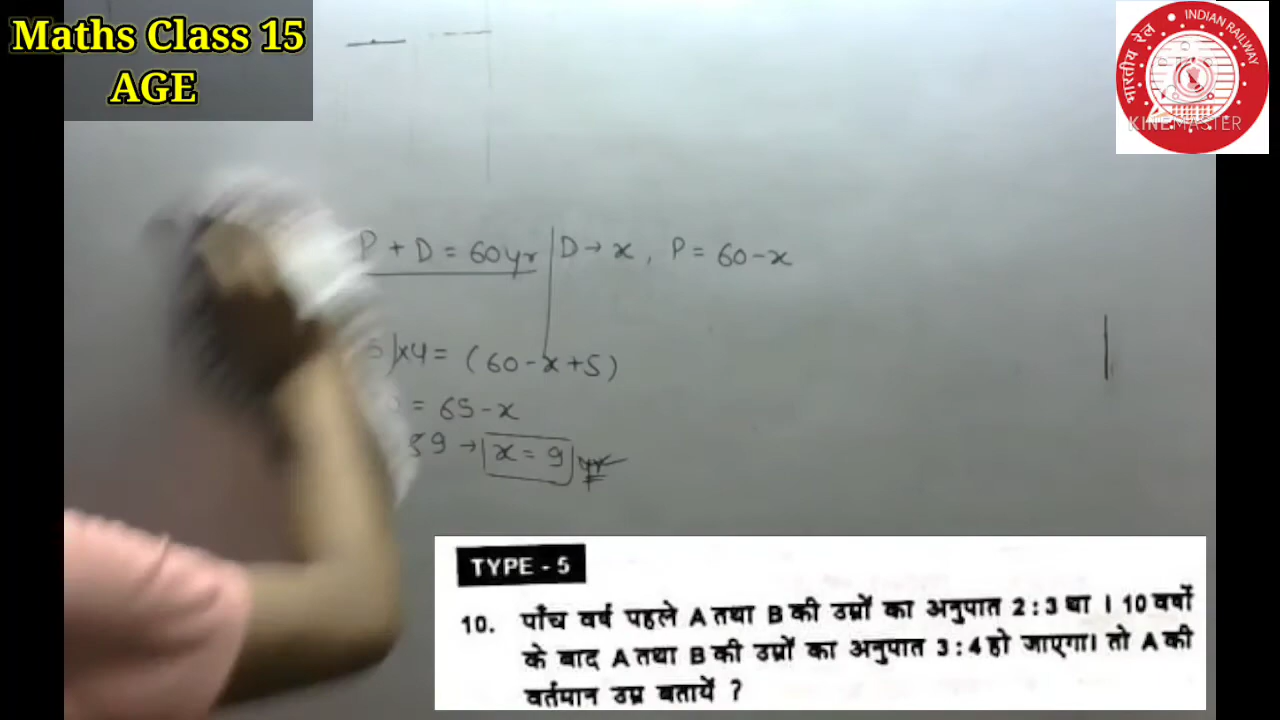 Maths Class 15
AGE
भारतीय रेल
INDIAN RAILWAY
KINEMASTER
P + D = 60yr D → x, P = 60-x
)x4 = (60-x+5)
= 65-x
→ x = 9 yr
TYPE - 5
10. पाँच वर्ष पहले A तथा B की उम्रों का अनुपात 2 : 3 था । 10 वर्षो
के बाद A तथा B की उम्रों का अनुपात 3 : 4 हो जाएगा। तो A की
वर्तमान उम्र बतायें ?